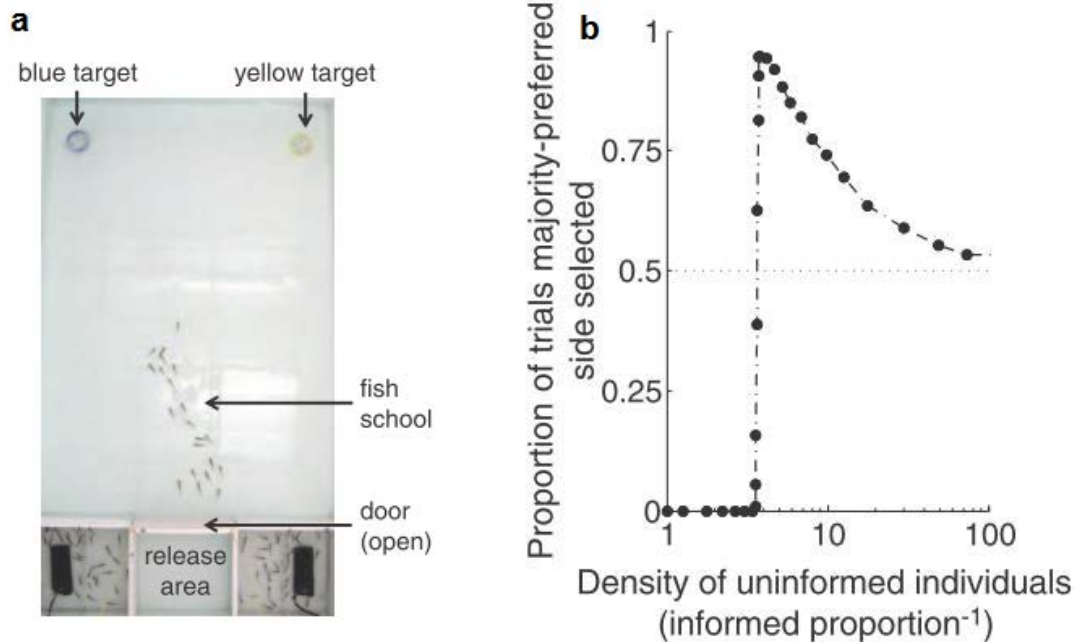 a
blue target
yellow target
fish
school
door
(open)
release
area
b
Proportion of trials majority-preferred
side selected
1
0.75
0.5
0.25
0
1
10
100
Density of uninformed individuals
(informed proportion⁻¹)